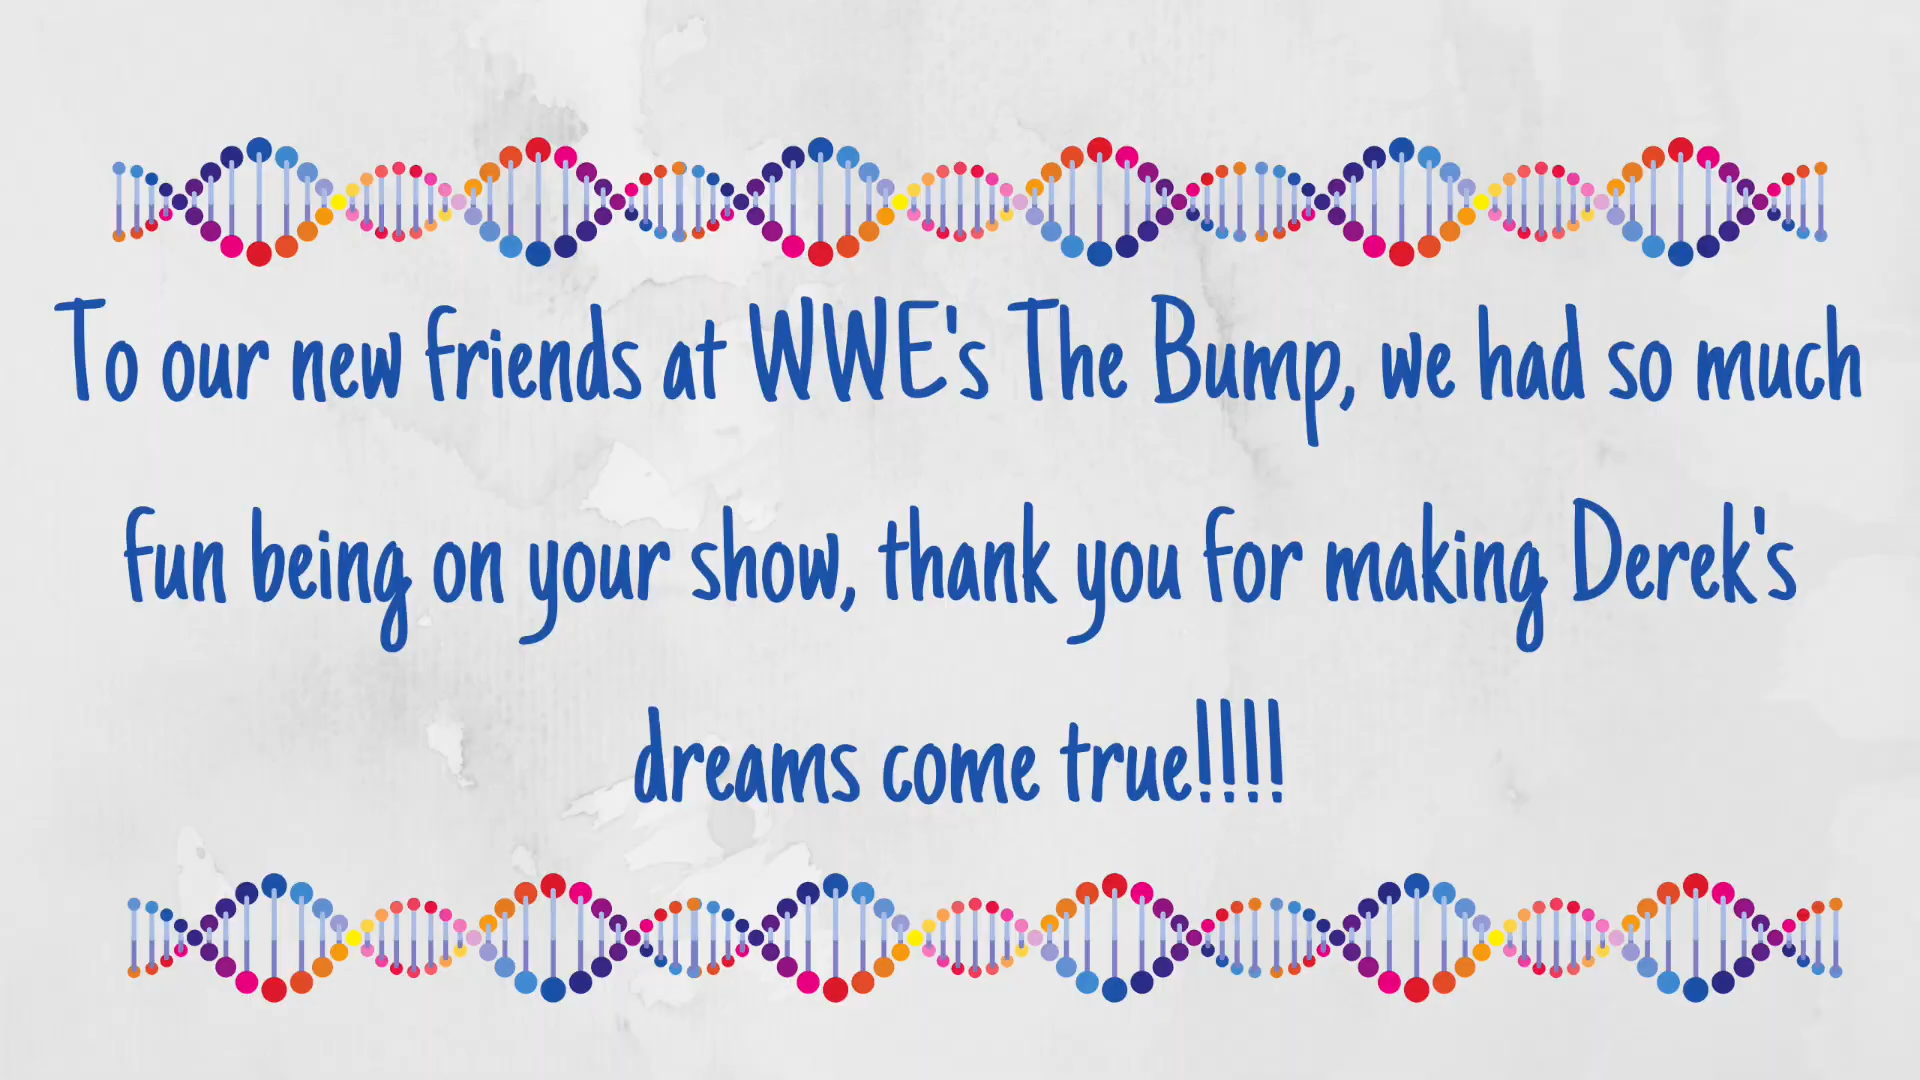 To our new friends at WWE's The Bump, we had so much
fun being on your show, thank you for making Derek's
dreams come true!!!!